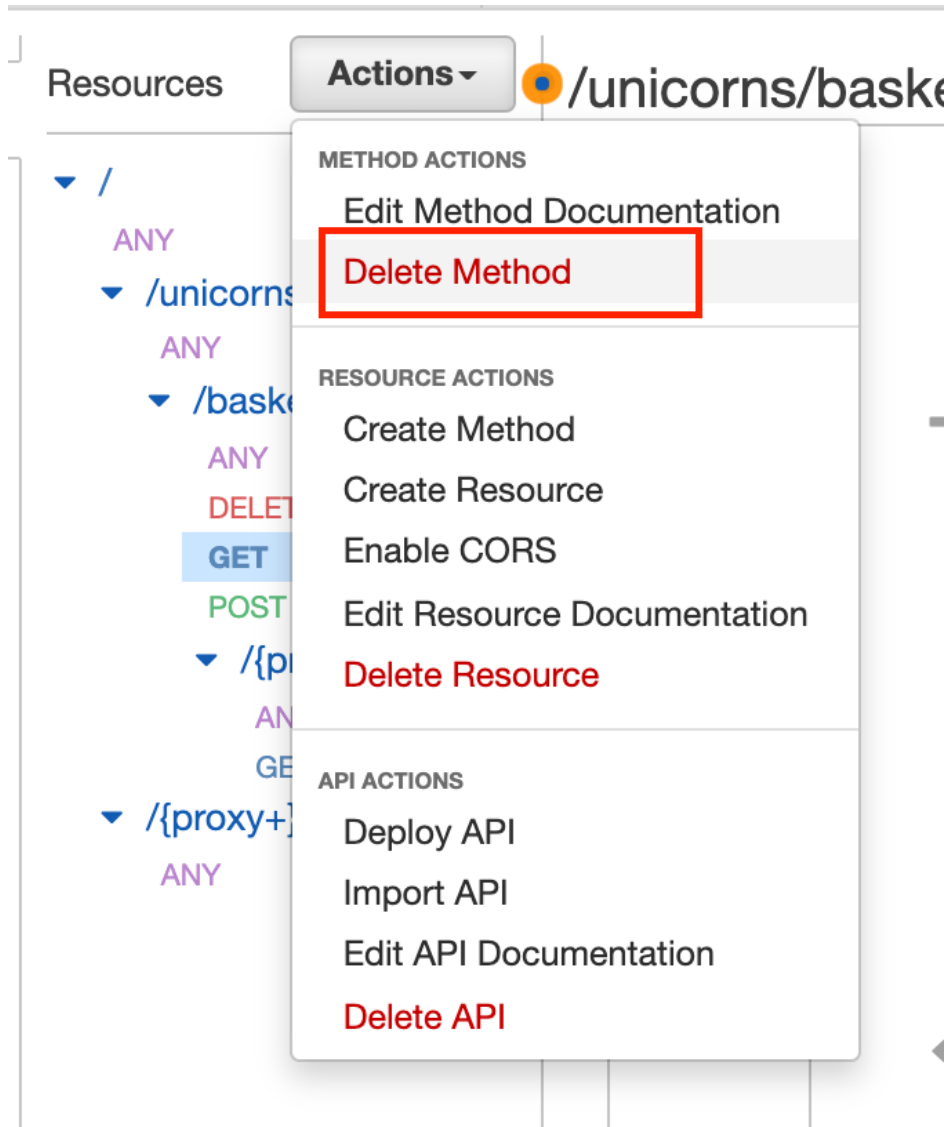 Resources
Actions
/unicorns/baske
/
ANY
/unicorns
ANY
/baske
ANY
DELET
GET
POST
/{p
AN
GE
/{proxy+}
ANY
METHOD ACTIONS
Edit Method Documentation
Delete Method
RESOURCE ACTIONS
Create Method
Create Resource
Enable CORS
Edit Resource Documentation
Delete Resource
API ACTIONS
Deploy API
Import API
Edit API Documentation
Delete API